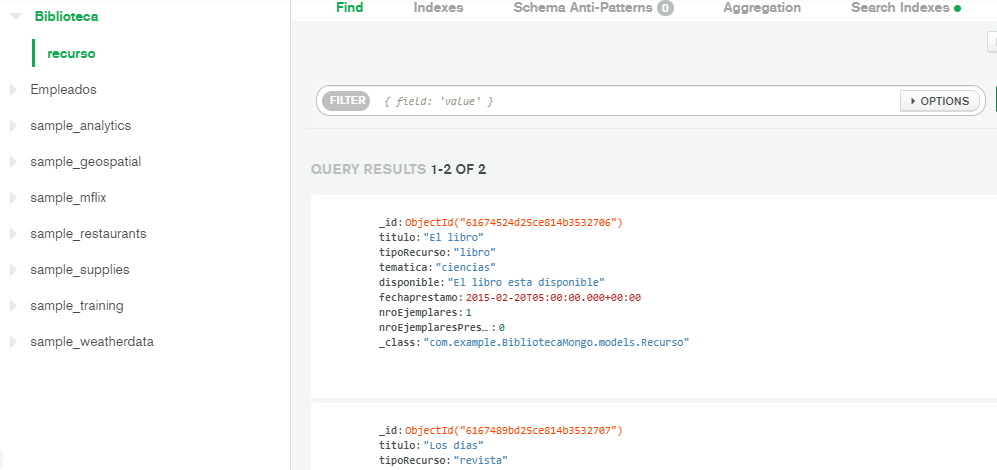 Biblioteca
recurso
Empleados
sample_analytics
sample_geospatial
sample_mflix
sample_restaurants
sample_supplies
sample_training
sample_weatherdata
Find Indexes Schema Anti-Patterns 0 Aggregation Search Indexes
FILTER { field: 'value' } OPTIONS
QUERY RESULTS 1-2 OF 2
_id: ObjectId("61674524d25ce814b3532706")
titulo: "El libro"
tipoRecurso: "libro"
tematica: "ciencias"
disponible: "El libro esta disponible"
fechaprestamo: 2015-02-20T05:00:00.000+00:00
nroEjemplares: 1
nroEjemplaresPres… : 0
_class: "com.example.BibliotecaMongo.models.Recurso"
_id: ObjectId("6167489bd25ce814b3532707")
titulo: "Los dias"
tipoRecurso: "revista"